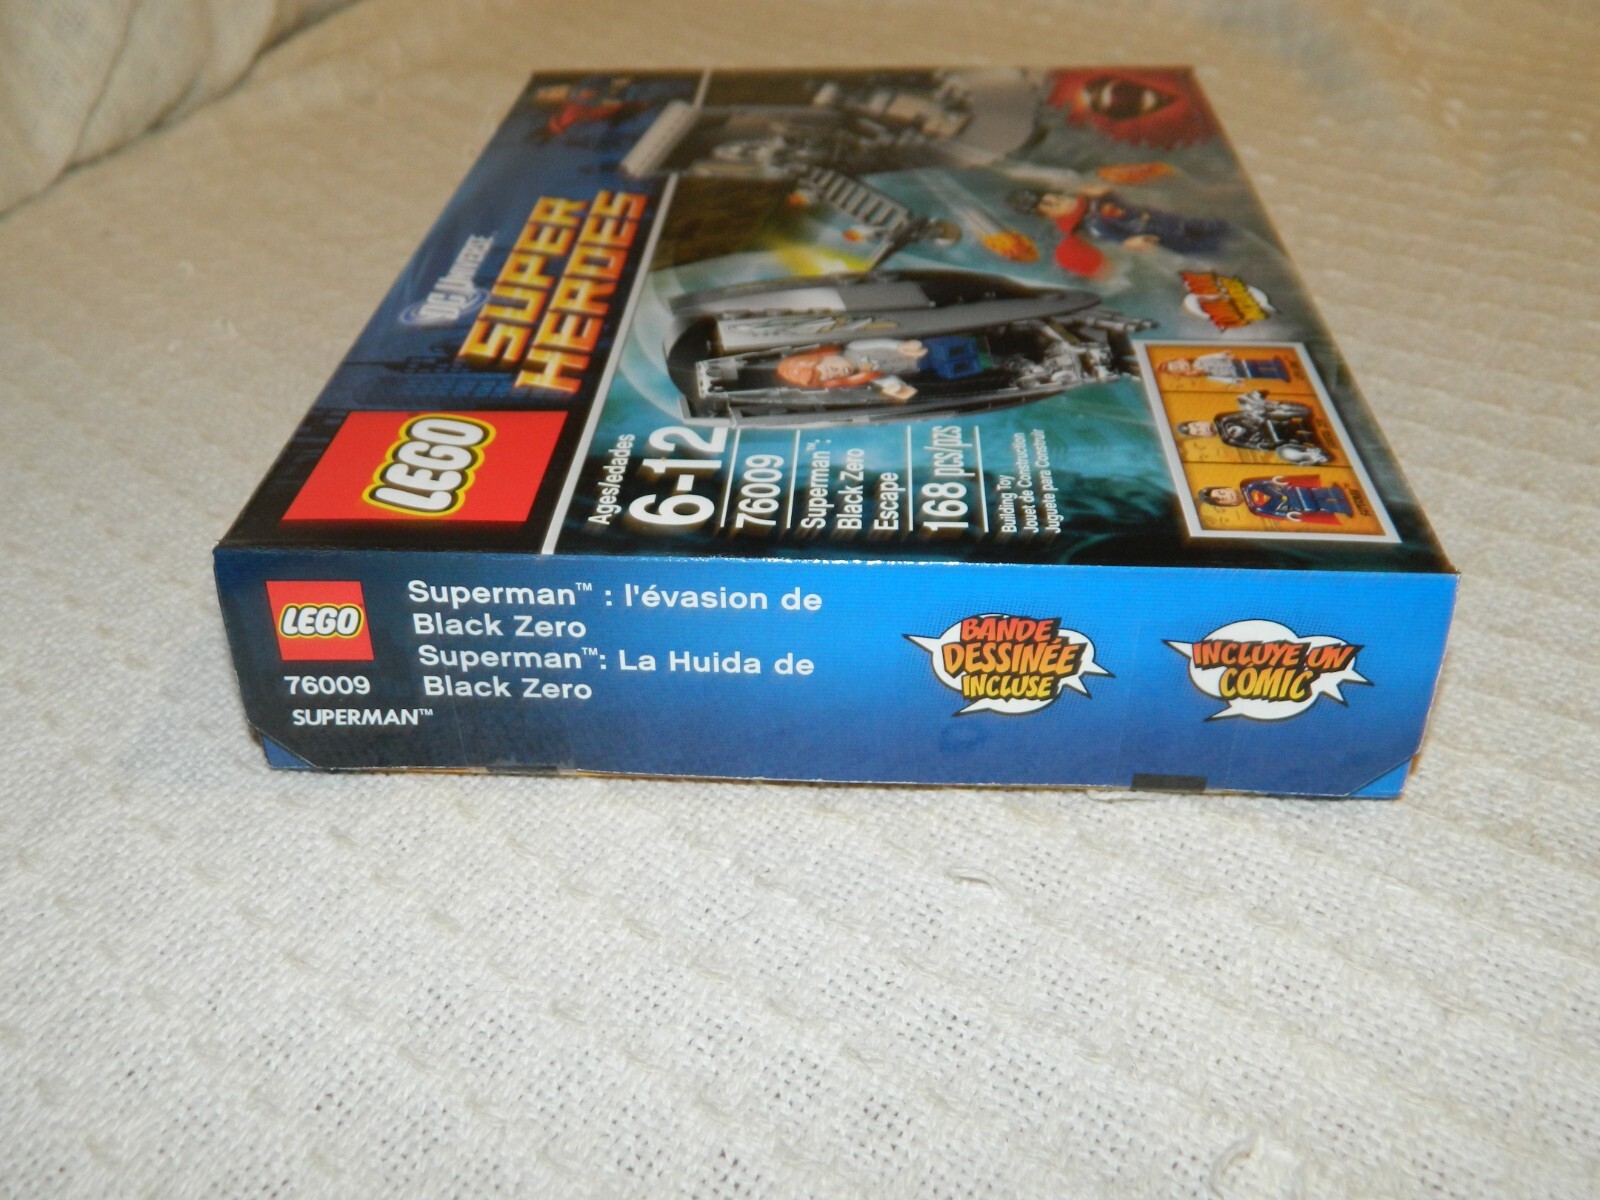 DC UNIVERSE
SUPER
HEROES
LEGO
Ages/edades
6-12
76009
Superman™:
Black Zero
Escape
168 pcs/pzs
Building Toy
Jouet de Construction
Juguete para Construir
LEGO
76009
SUPERMAN™
Superman™ : l'évasion de
Black Zero
Superman™: La Huida de
Black Zero
BANDE
DESSINÉE
INCLUSE
INCLUYE UN
COMIC